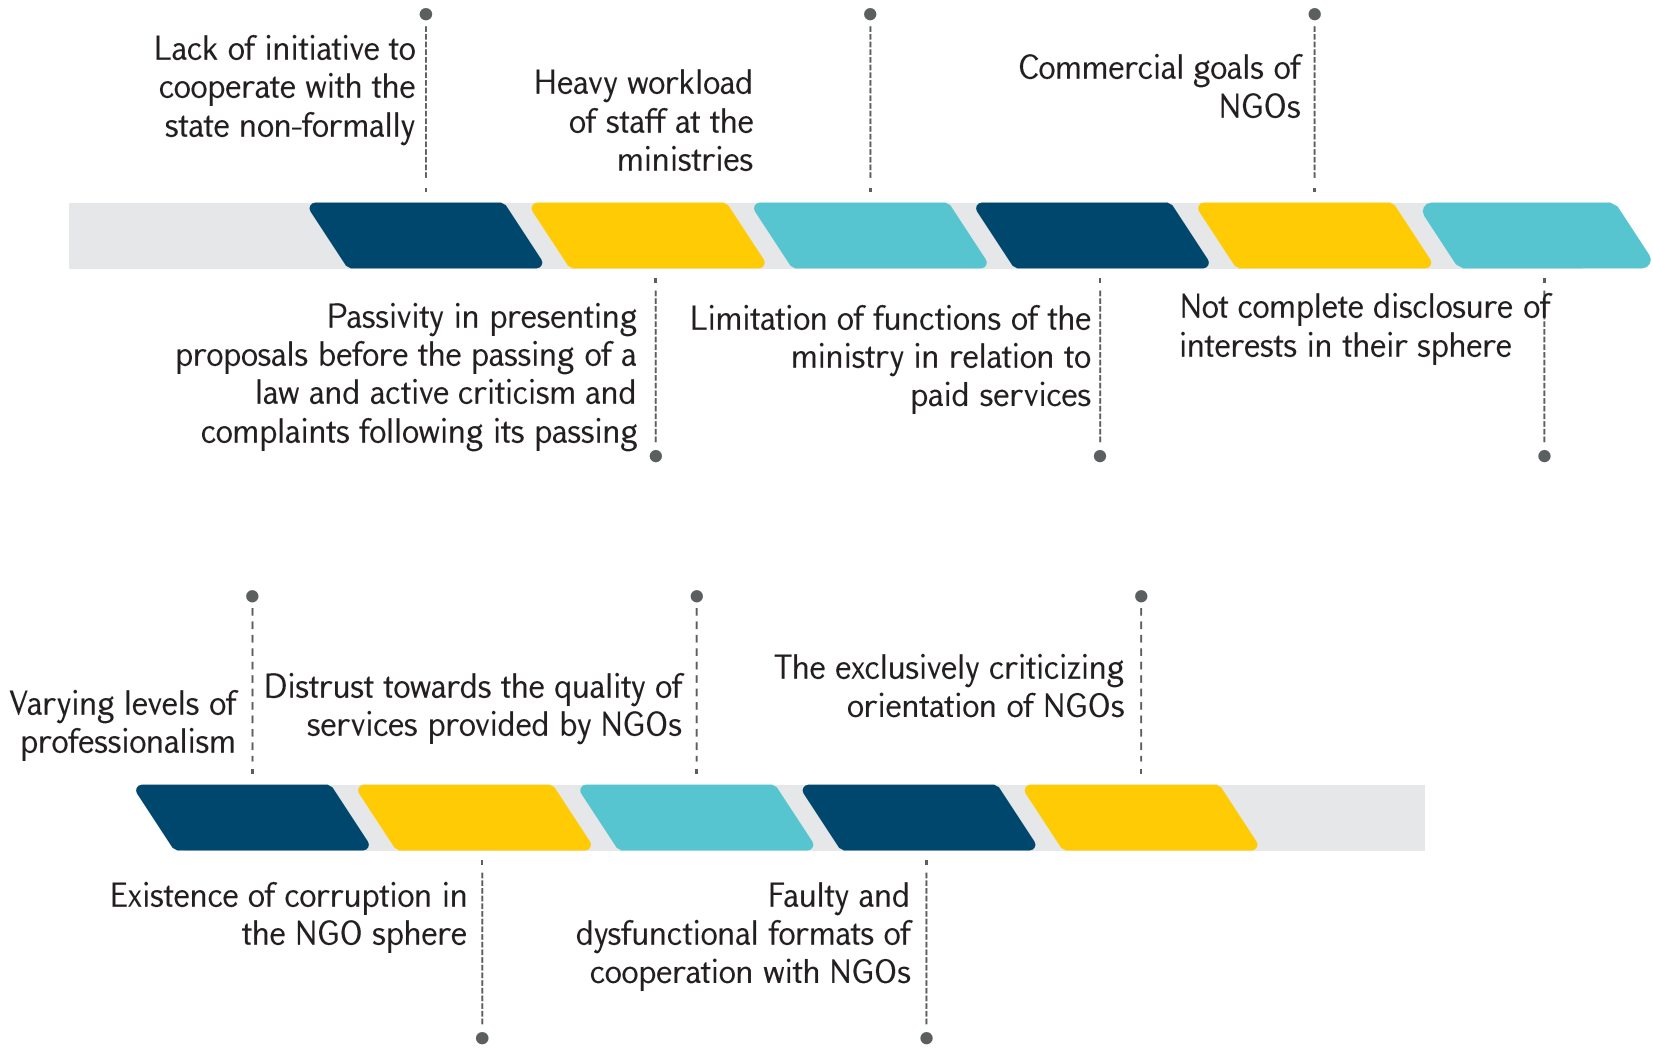 Lack of initiative to
cooperate with the
state non-formally
Heavy workload
of staff at the
ministries
Commercial goals of
NGOs
Passivity in presenting
proposals before the passing of a
law and active criticism and
complaints following its passing
Limitation of functions of the
ministry in relation to
paid services
Not complete disclosure of
interests in their sphere
Varying levels of
professionalism
Distrust towards the quality of
services provided by NGOs
The exclusively criticizing
orientation of NGOs
Existence of corruption in
the NGO sphere
Faulty and
dysfunctional formats of
cooperation with NGOs